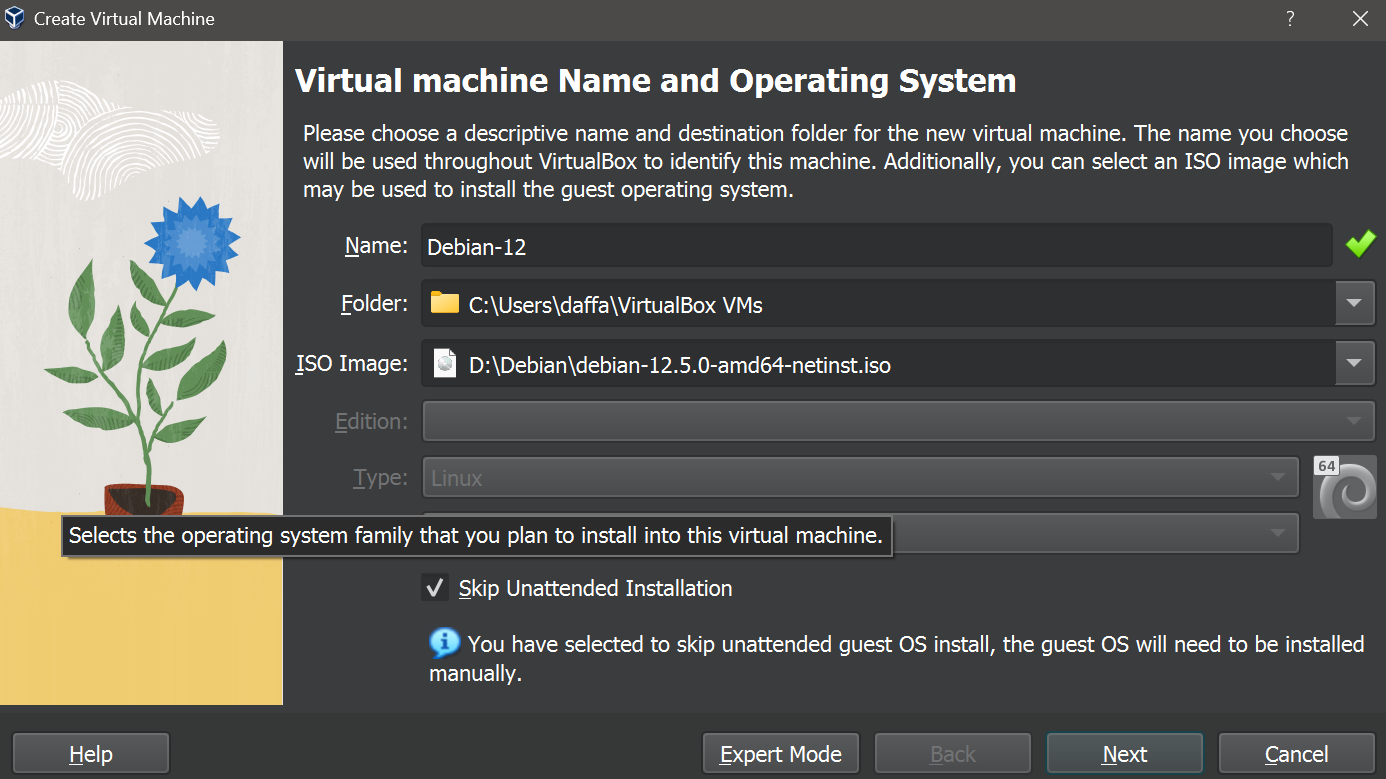 Create Virtual Machine
?
Virtual machine Name and Operating System
Please choose a descriptive name and destination folder for the new virtual machine. The name you choose
will be used throughout VirtualBox to identify this machine. Additionally, you can select an ISO image which
may be used to install the guest operating system.
Name: Debian-12
Folder: C:\Users\daffa\VirtualBox VMs
ISO Image: D:\Debian\debian-12.5.0-amd64-netinst.iso
Edition:
Type: Linux
64
Selects the operating system family that you plan to install into this virtual machine.
Skip Unattended Installation
You have selected to skip unattended guest OS install, the guest OS will need to be installed
manually.
Help Expert Mode Back Next Cancel